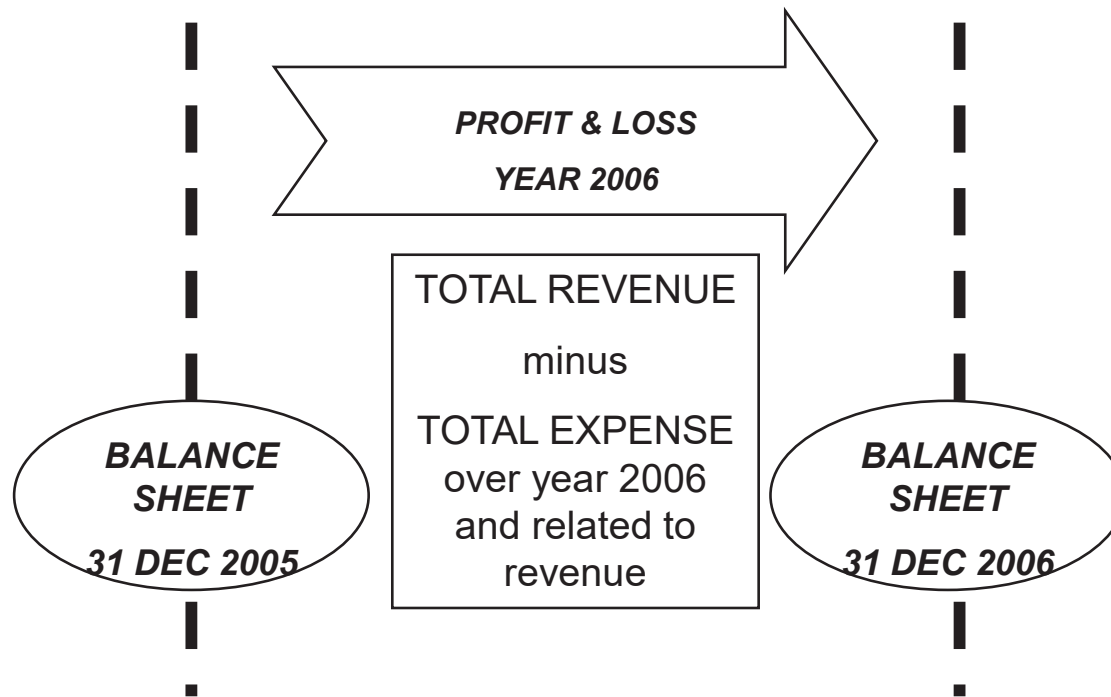 PROFIT & LOSS
YEAR 2006
TOTAL REVENUE
minus
TOTAL EXPENSE
over year 2006
and related to
revenue
BALANCE
SHEET
31 DEC 2005
BALANCE
SHEET
31 DEC 2006